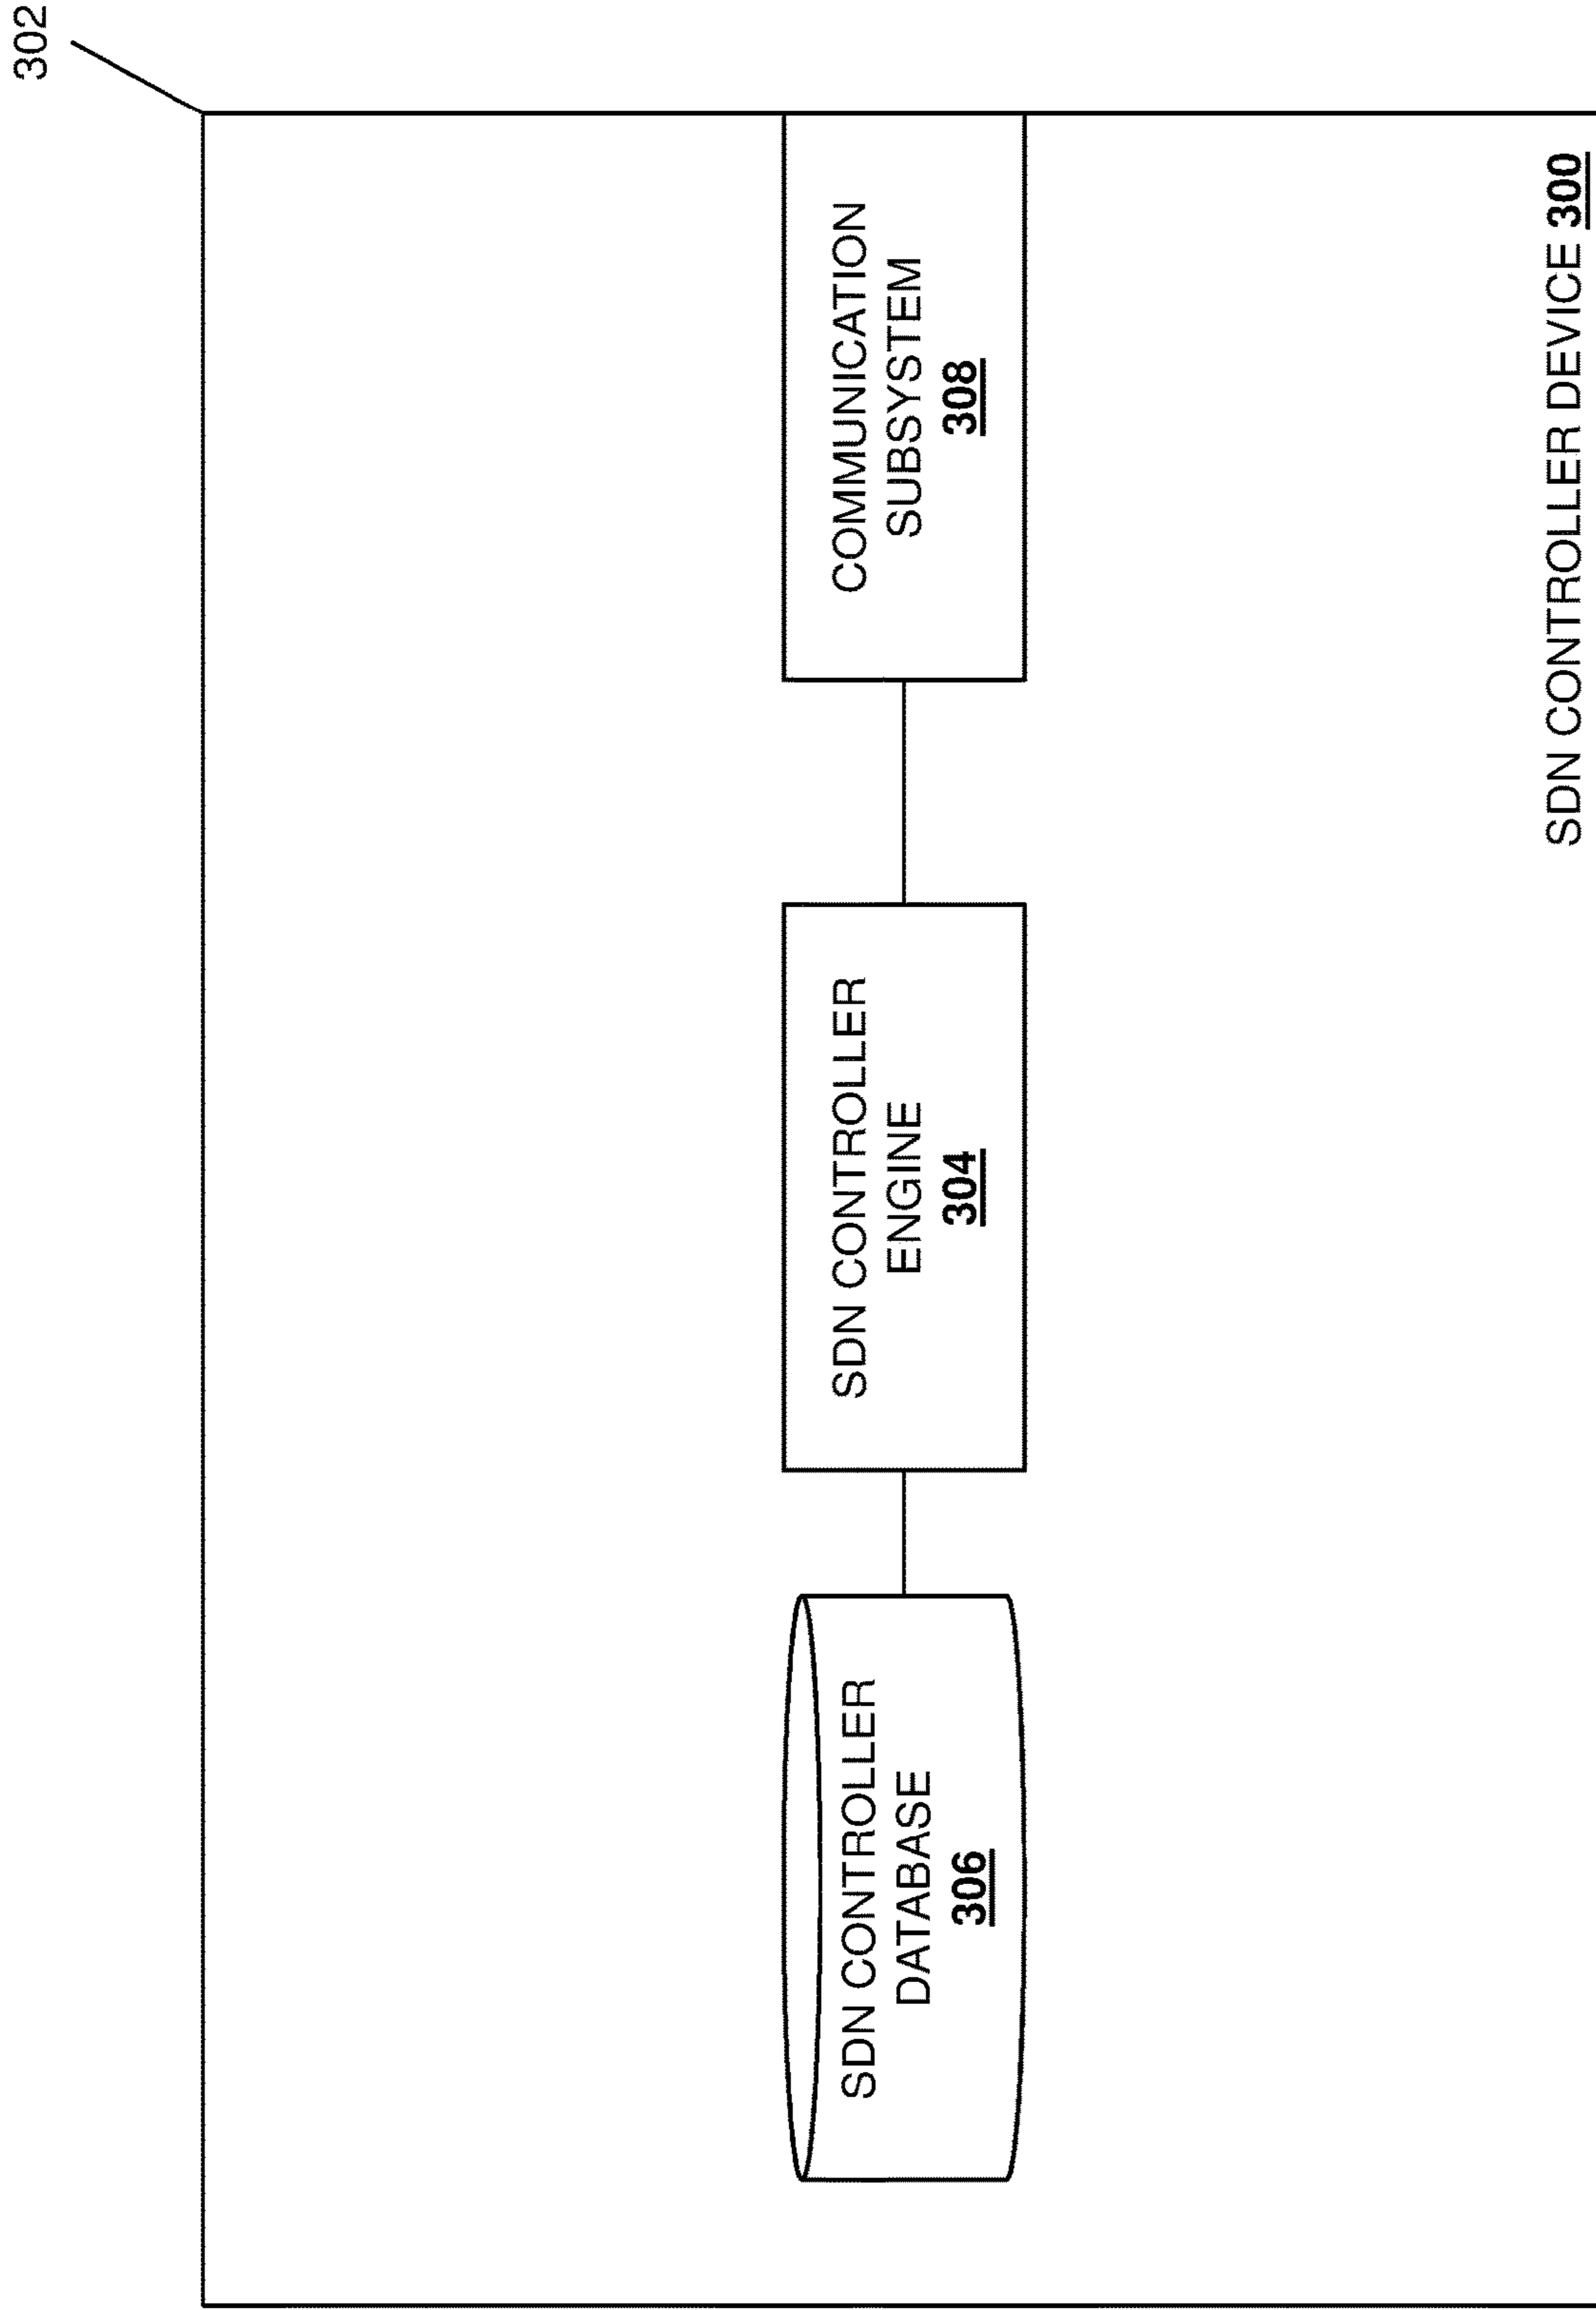 302
SDN CONTROLLER
DATABASE
306
SDN CONTROLLER
ENGINE
304
COMMUNICATION
SUBSYSTEM
308
SDN CONTROLLER DEVICE 300